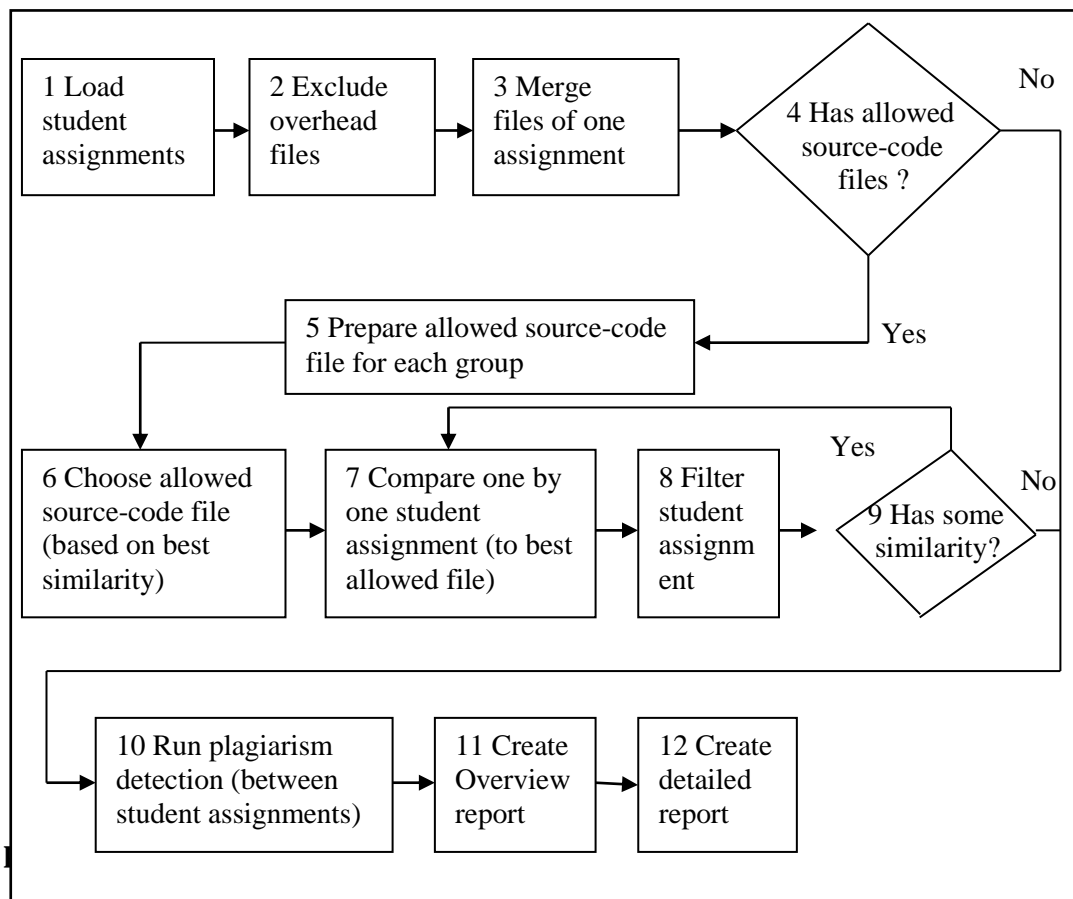 1 Load
student
assignments
2 Exclude
overhead
files
3 Merge
files of one
assignment
4 Has allowed
source-code
files ?
No
5 Prepare allowed source-code
file for each group
Yes
6 Choose allowed
source-code file
(based on best
similarity)
7 Compare one by
one student
assignment (to best
allowed file)
8 Filter
student
assignm
ent
Yes
9 Has some
similarity?
No
10 Run plagiarism
detection (between
student assignments)
11 Create
Overview
report
12 Create
detailed
report